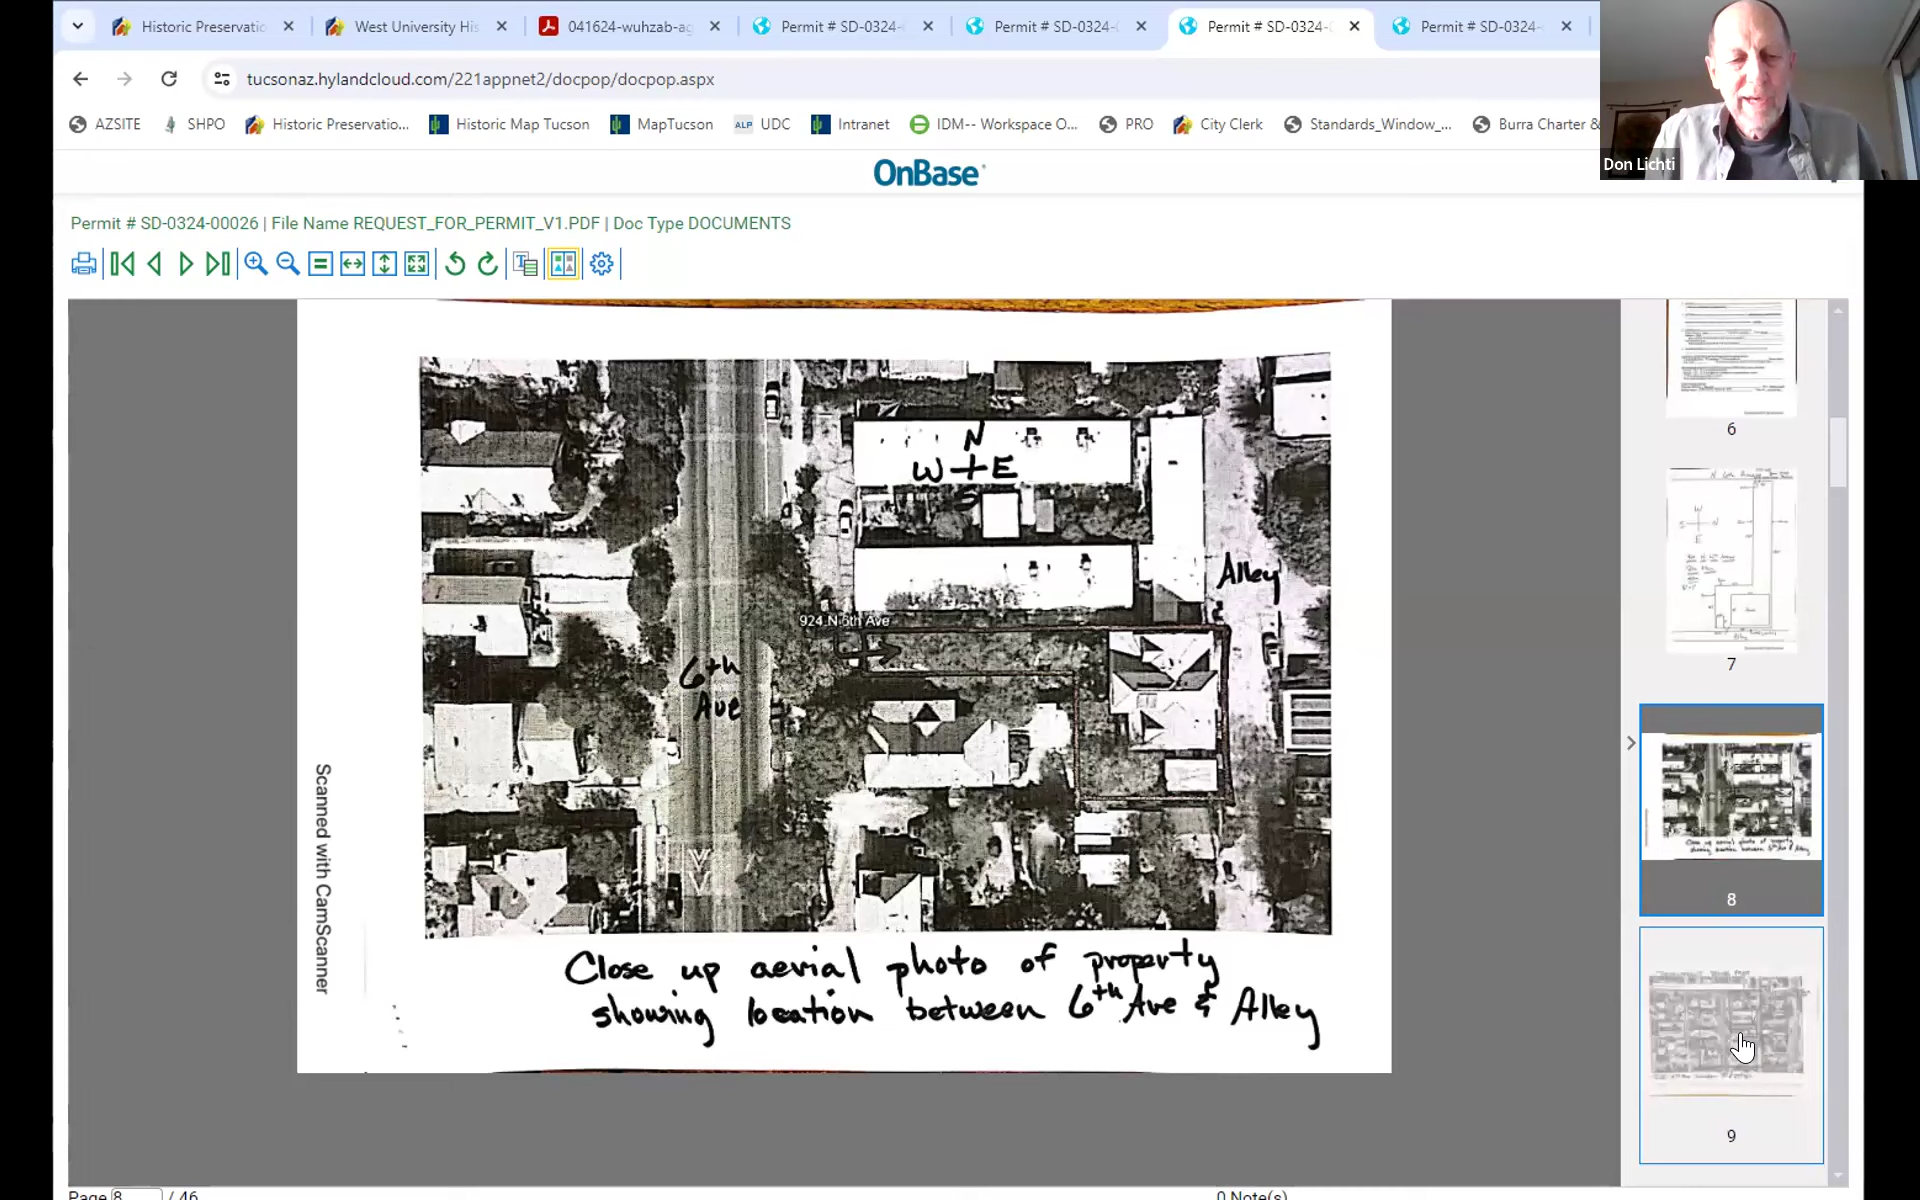 Historic Preservatio
West University His
041624-wuhzab-ag
Permit # SD-0324-
Permit # SD-0324-
Permit # SD-0324-
Permit # SD-0324-
tucsonaz.hylandcloud.com/221appnet2/docpop/docpop.aspx
AZSITE SHPO Historic Preservatio... Historic Map Tucson MapTucson ALP UDC Intranet IDM-- Workspace O... PRO City Clerk Standards_Window_... Burra Charter &
Don Lichti
OnBase
Permit # SD-0324-00026 | File Name REQUEST_FOR_PERMIT_V1.PDF | Doc Type DOCUMENTS
N
W E
S
Alley
924 N 6th Ave
6th
Ave
Scanned with CamScanner
Close up aerial photo of property
showing location between 6th Ave & Alley
6
7
8
9
Page 8 / 46
0 Note(s)